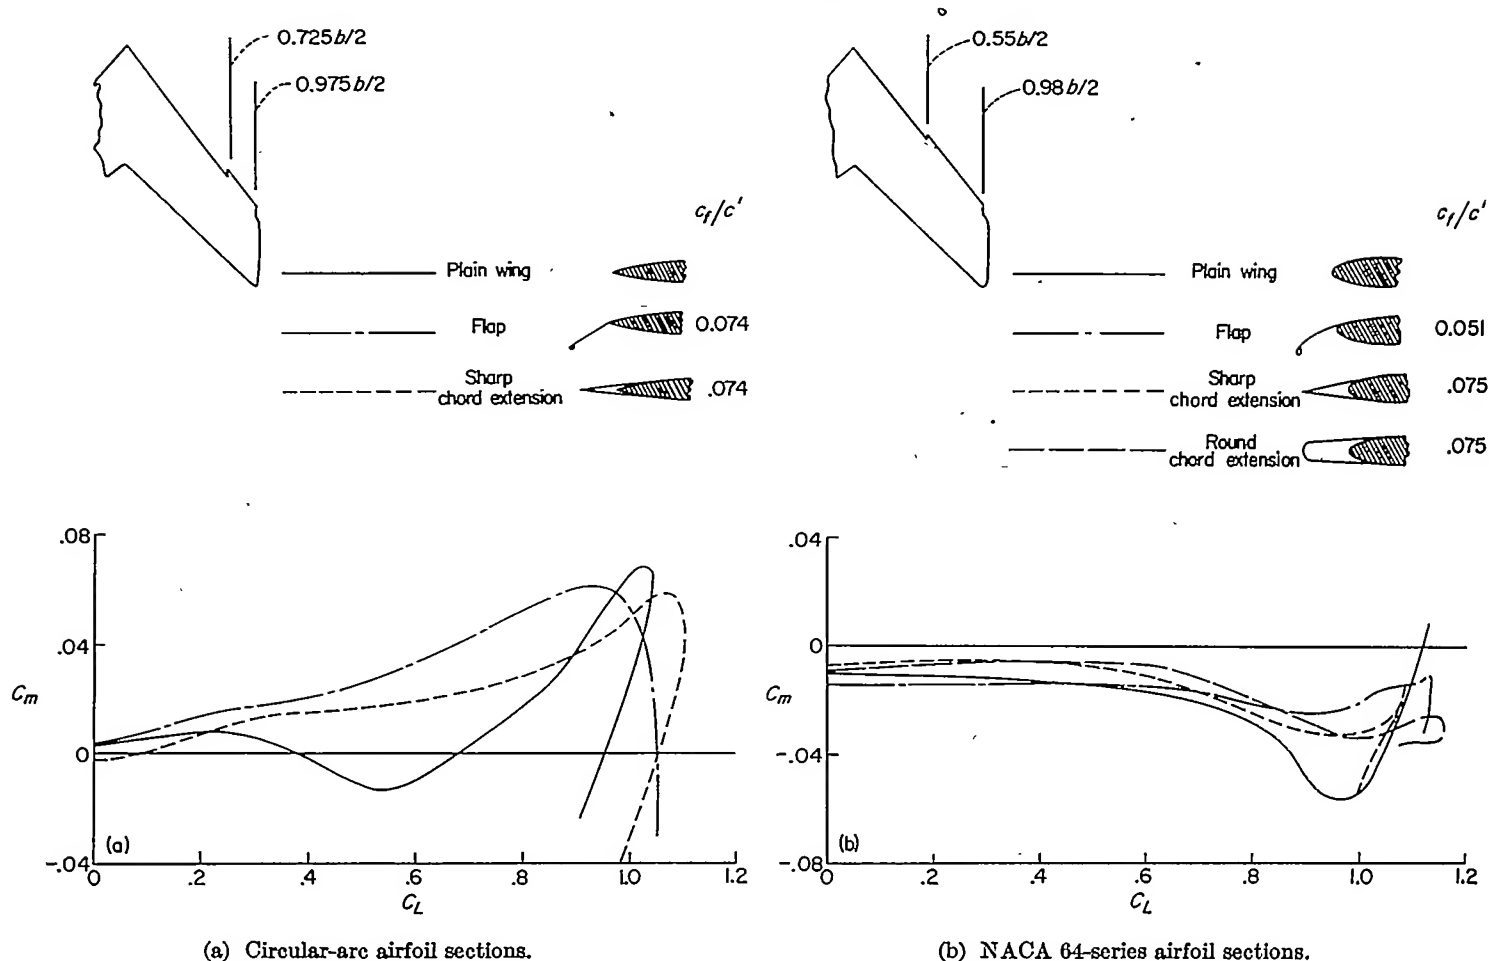 0.725b/2
0.975b/2
c_f/c'
Plain wing
Flap
0.074
Sharp
chord extension
.074
.08
.04
0
-.04
C_m
(a)
0
.2
.4
.6
.8
1.0
1.2
C_L
(a) Circular-arc airfoil sections.
0.55b/2
0.98b/2
c_f/c'
Plain wing
Flap
0.051
Sharp
chord extension
.075
Round
chord extension
.075
.04
0
-.04
-.08
C_m
(b)
0
.2
.4
.6
.8
1.0
1.2
C_L
(b) NACA 64-series airfoil sections.